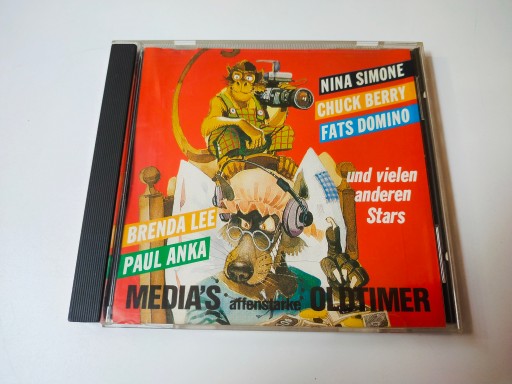 NINA SIMONE
CHUCK BERRY
FATS DOMINO
und vielen
anderen
Stars
BRENDA LEE
PAUL ANKA
MEDIA'S affenstarke OLDTIMER